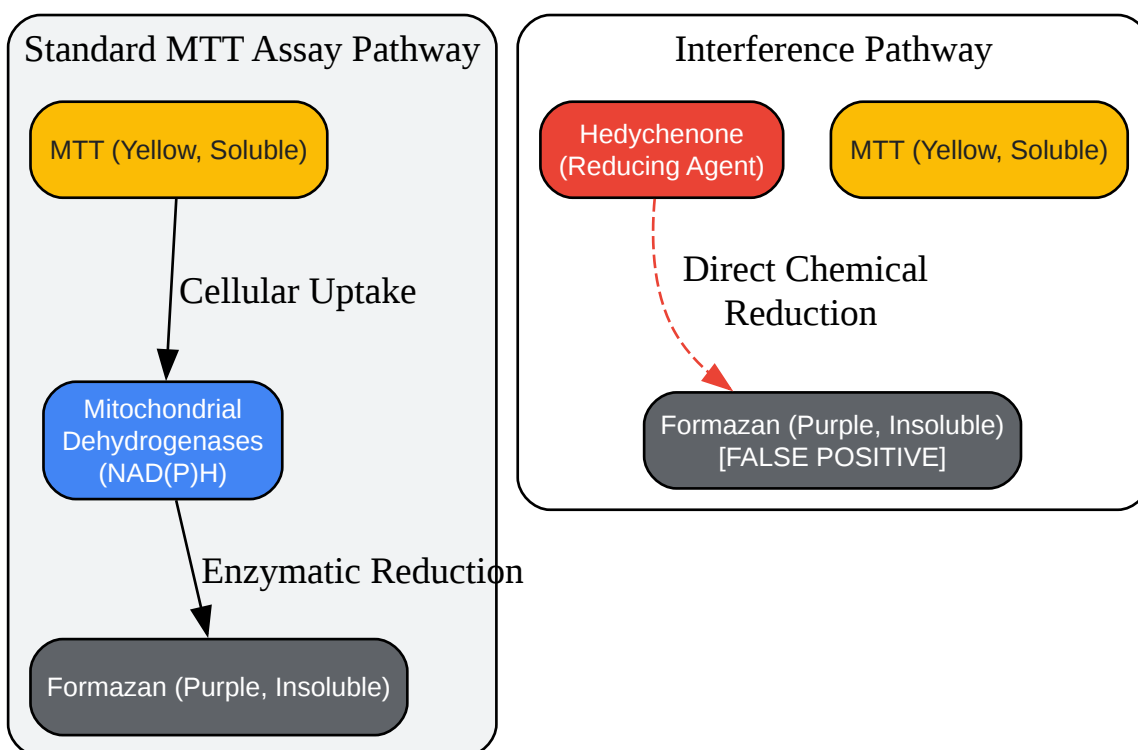 Standard MTT Assay Pathway
MTT (Yellow, Soluble)
Cellular Uptake
Mitochondrial
Dehydrogenases
(NAD(P)H)
Enzymatic Reduction
Formazan (Purple, Insoluble)
Interference Pathway
Hedychenone
(Reducing Agent)
MTT (Yellow, Soluble)
Direct Chemical
Reduction
Formazan (Purple, Insoluble)
[FALSE POSITIVE]